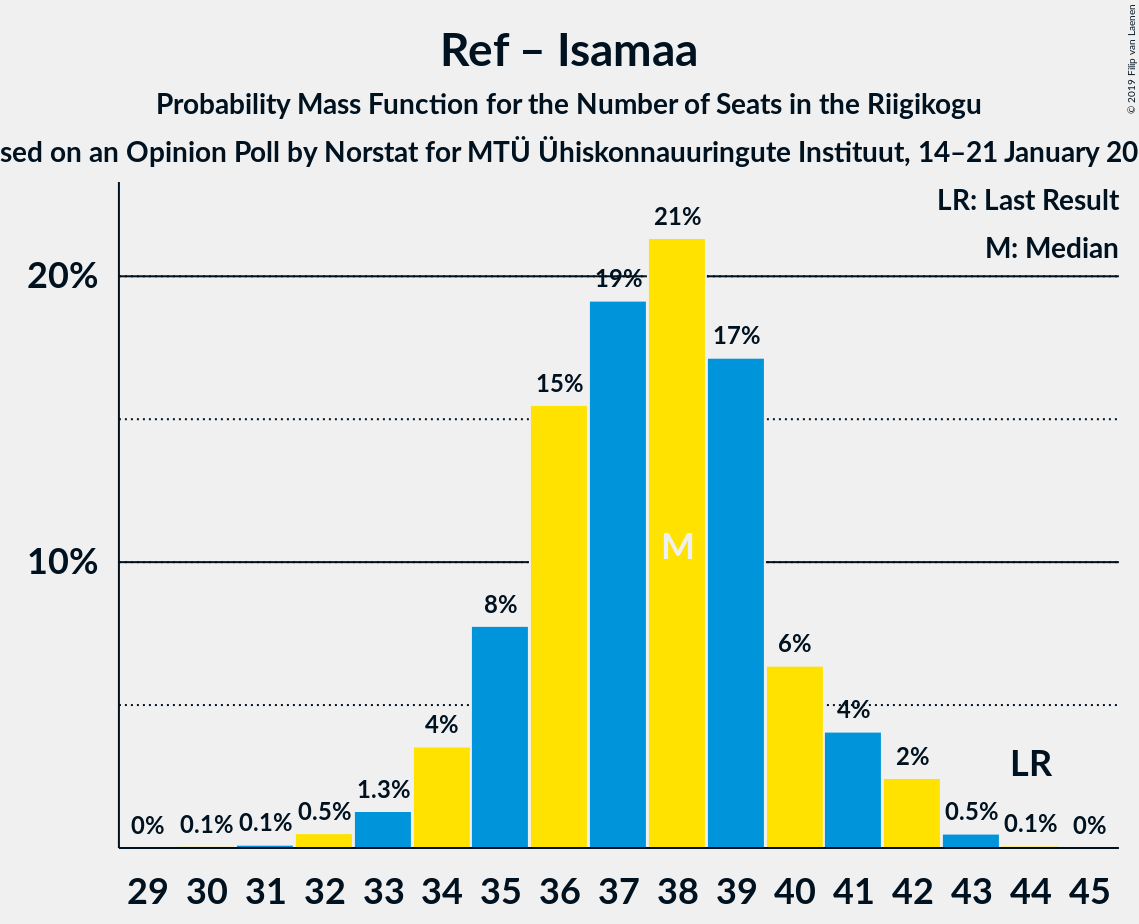 Ref – Isamaa
Probability Mass Function for the Number of Seats in the Riigikogu
sed on an Opinion Poll by Norstat for MTÜ Ühiskonnauuringute Instituut, 14–21 January 20
© 2019 Filip van Laenen
LR: Last Result
M: Median
20%
10%
0%
0.1%
0.1%
0.5%
1.3%
4%
8%
15%
19%
21%
17%
6%
4%
2%
0.5%
0.1%
0%
M
LR
29 30 31 32 33 34 35 36 37 38 39 40 41 42 43 44 45